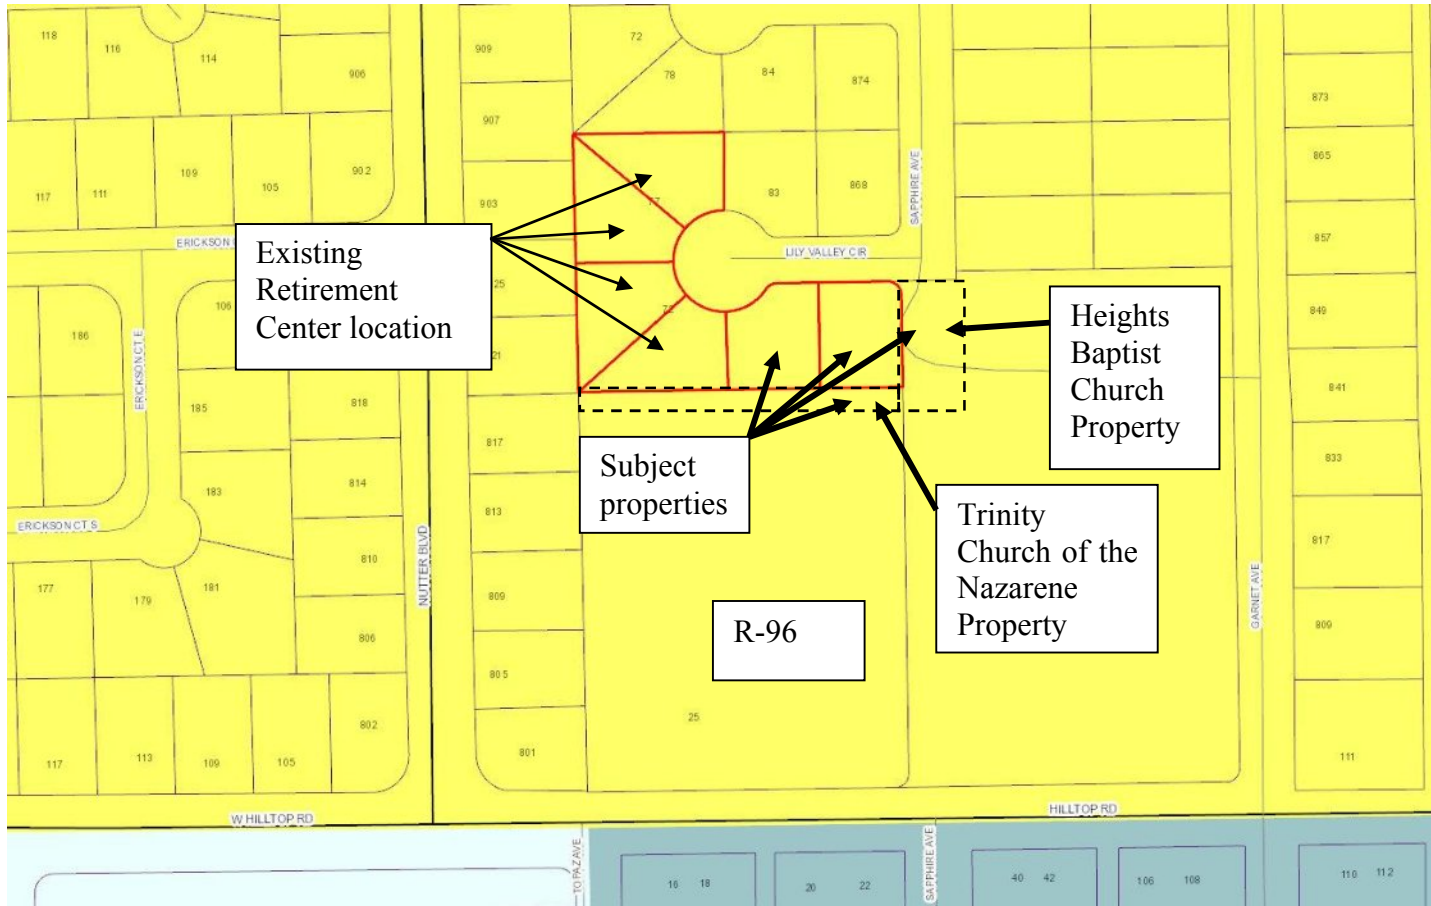 118
116
114
906
117
111
109
105
902
ERICKSON
909
907
903
72
78
84
874
77
83
868
SAPPHIRE AVE
LILY VALLEY CIR
873
865
857
849
841
833
817
809
111
Existing
Retirement
Center location
25
21
72
Heights
Baptist
Church
Property
106
186
ERICKSON CT E
185
183
ERICKSON CT S
177
179
181
818
814
810
806
802
NUTTER BLVD
817
813
809
805
801
Subject
properties
Trinity
Church of the
Nazarene
Property
R-96
25
GARNET AVE
117
113
109
105
W HILLTOP RD
HILLTOP RD
TOPAZ AVE
SAPPHIRE AVE
16 18
20 22
40 42
106 108
110 112